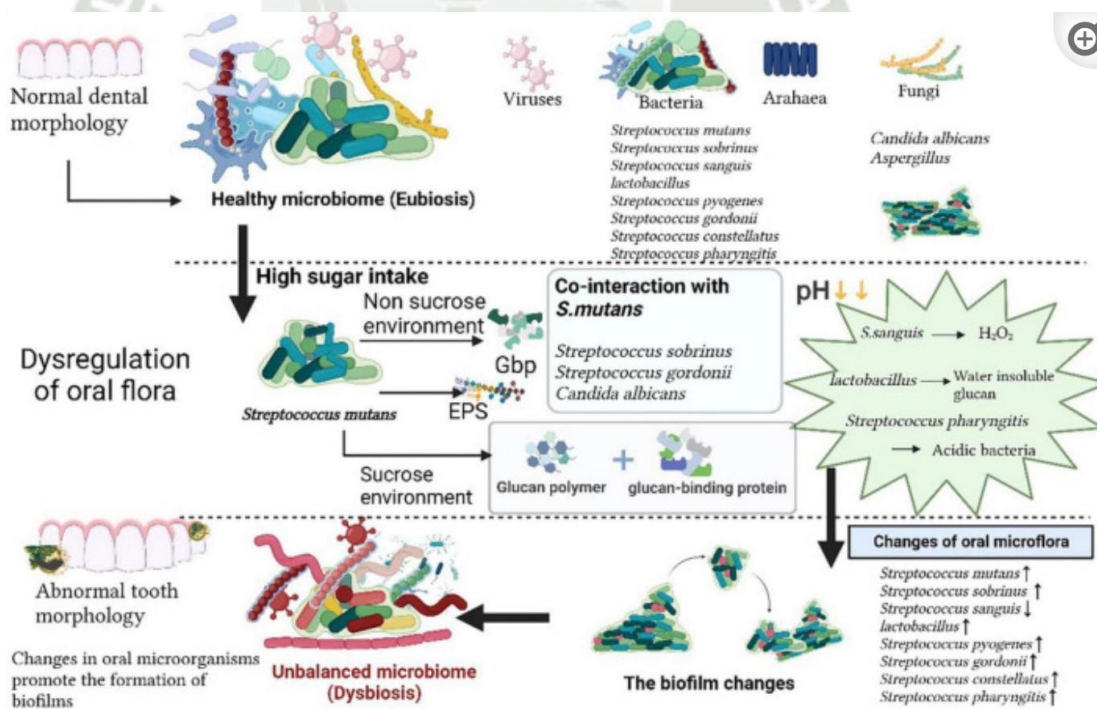 Normal dental
morphology
Healthy microbiome (Eubiosis)
Viruses
Bacteria
Arahaea
Fungi
Streptococcus mutans
Streptococcus sobrinus
Streptococcus sanguis
lactobacillus
Streptococcus pyogenes
Streptococcus gordonii
Streptococcus constellatus
Streptococcus pharyngitis
Candida albicans
Aspergillus
High sugar intake
Dysregulation
of oral flora
Non sucrose
environment
Gbp
EPS
Streptococcus mutans
Sucrose
environment
Co-interaction with
S.mutans
Streptococcus sobrinus
Streptococcus gordonii
Candida albicans
Glucan polymer + glucan-binding protein
pH↓↓
S.sanguis → H₂O₂
lactobacillus → Water insoluble
glucan
Streptococcus pharyngitis
→ Acidic bacteria
Changes of oral microflora
Streptococcus mutans ↑
Streptococcus sobrinus ↑
Streptococcus sanguis ↓
lactobacillus ↑
Streptococcus pyogenes ↑
Streptococcus gordonii ↑
Streptococcus constellatus ↑
Streptococcus pharyngitis ↑
The biofilm changes
Unbalanced microbiome
(Dysbiosis)
Abnormal tooth
morphology
Changes in oral microorganisms
promote the formation of
biofilms